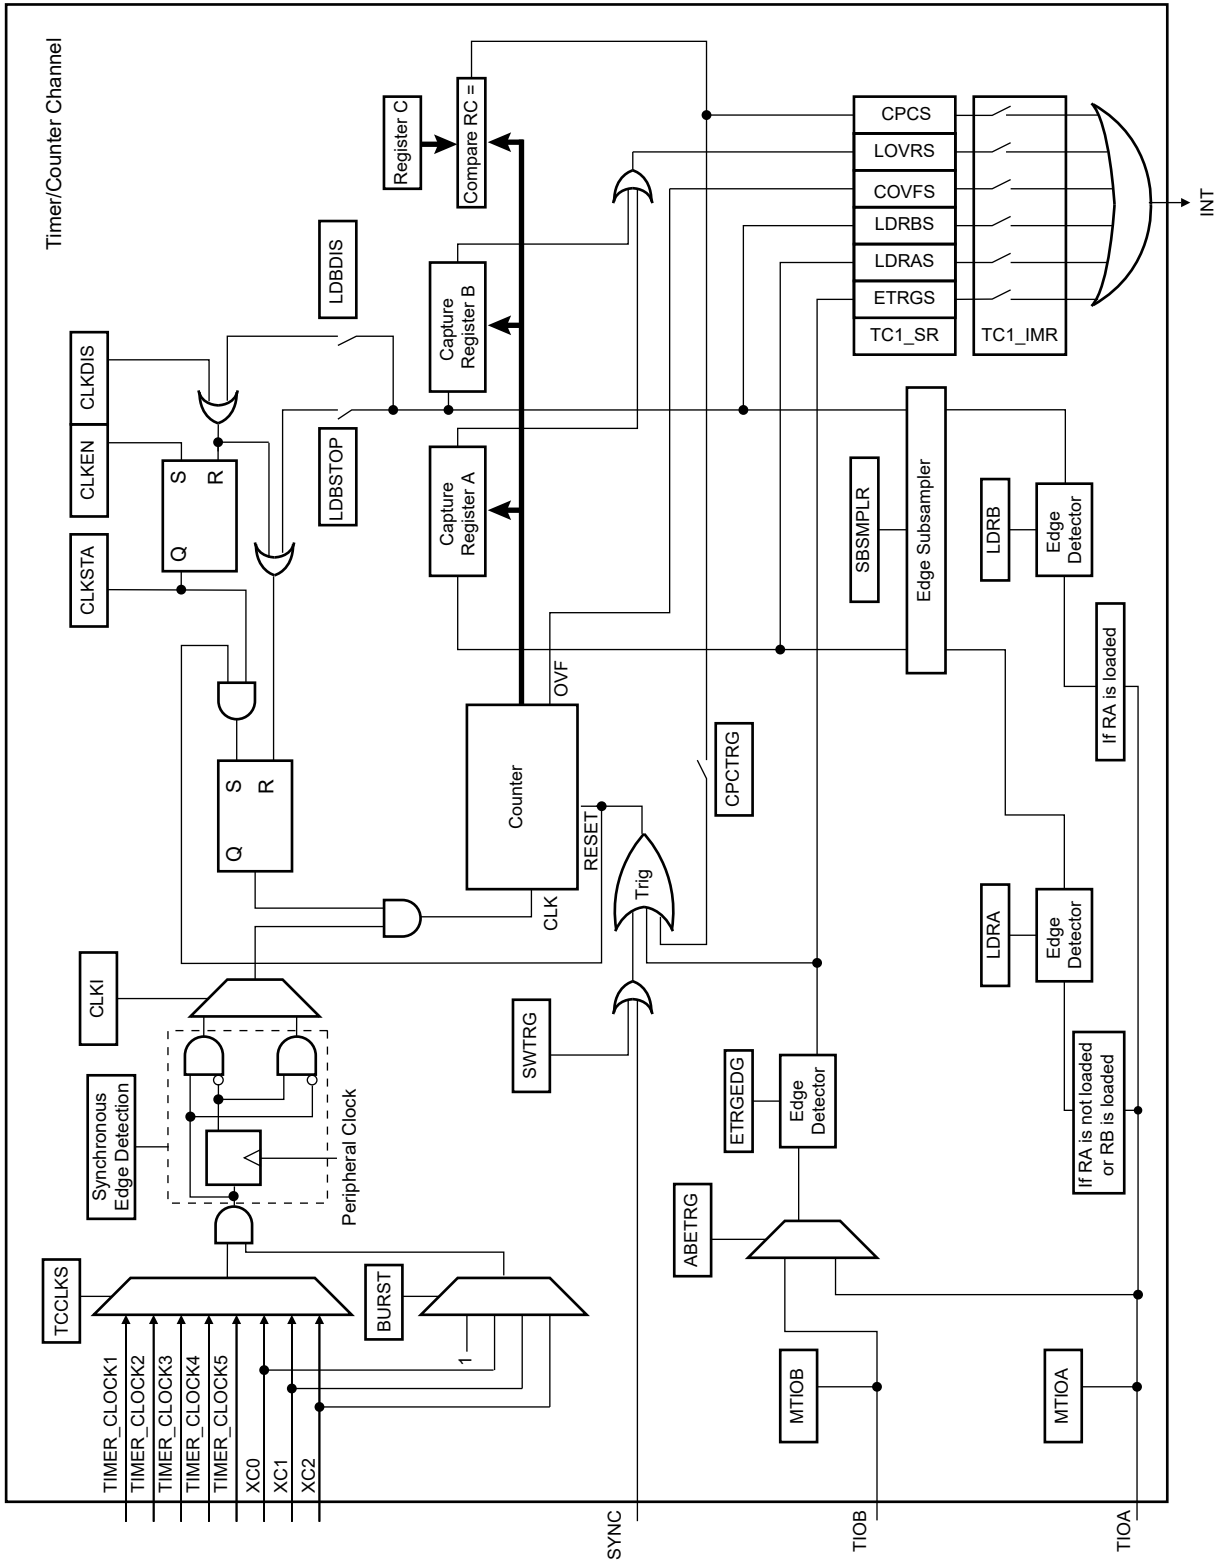 Timer/Counter Channel
TCCLKS
TIMER_CLOCK1
TIMER_CLOCK2
TIMER_CLOCK3
TIMER_CLOCK4
TIMER_CLOCK5
XC0
XC1
XC2
BURST
1
Synchronous
Edge Detection
Peripheral Clock
CLKI
CLKSTA
CLKEN
CLKDIS
Q
S
R
Q
S
R
LDBSTOP
LDBDIS
Register C
Capture
Register A
Capture
Register B
Compare RC =
Counter
CLK
OVF
RESET
SWTRG
Trig
CPCTRG
SYNC
ABETRG
ETRGEDG
Edge
Detector
MTIOB
TIOB
MTIOA
TIOA
SBSMPLR
Edge Subsampler
LDRA
Edge
Detector
LDRB
Edge
Detector
If RA is not loaded
or RB is loaded
If RA is loaded
CPCS
LOVRS
COVFS
LDRBS
LDRAS
ETRGS
TC1_SR
TC1_IMR
INT